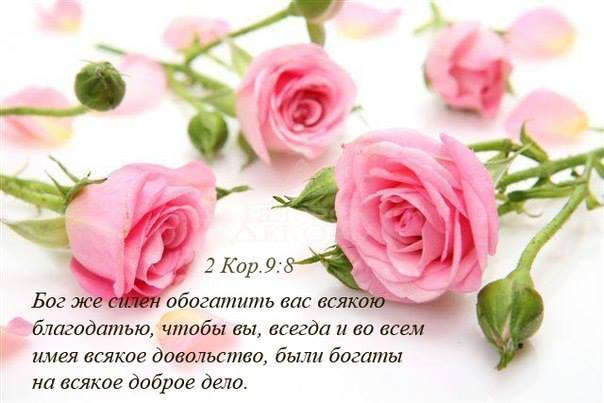 2 Кор.9:8
Бог же силен обогатить вас всякою
благодатью, чтобы вы, всегда и во всем
имея всякое довольство, были богаты
на всякое доброе дело.